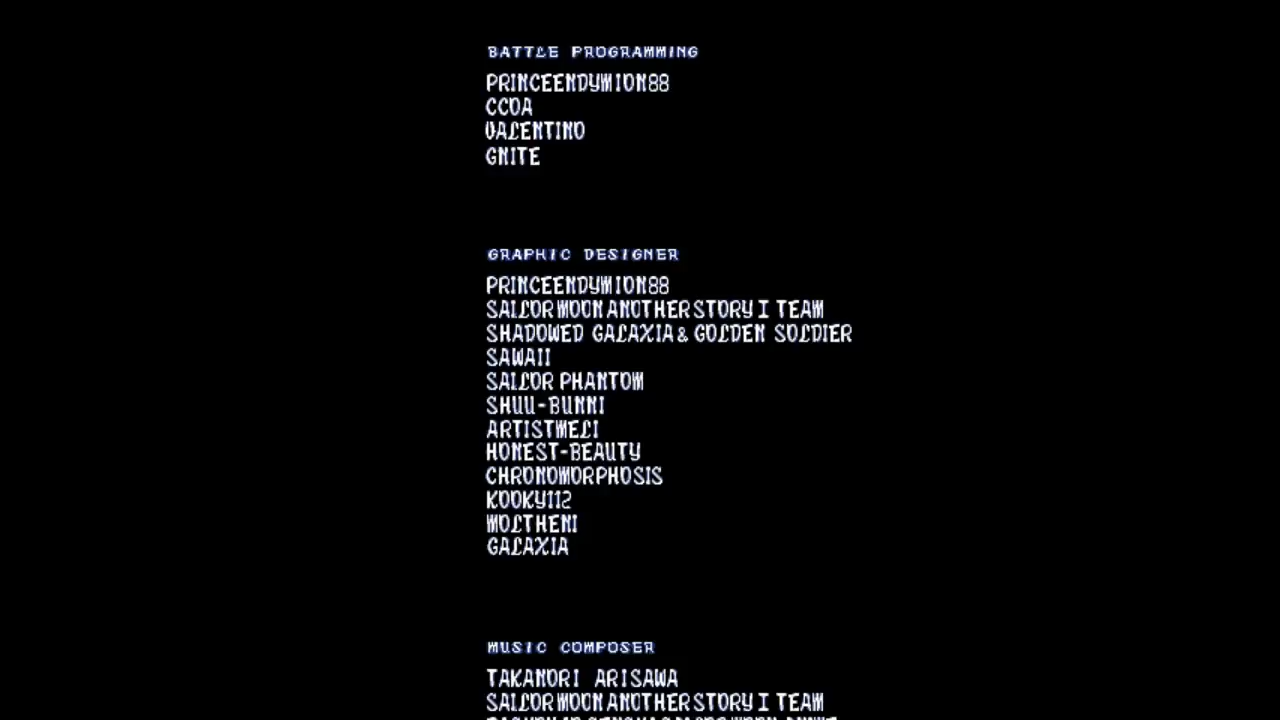 BATTLE PROGRAMMING
PRINCEENDYMION88
CCOA
VALENTINO
GNITE
GRAPHIC DESIGNER
PRINCEENDYMION88
SAILOR MOON ANOTHER STORY I TEAM
SHADOWED GALAXIA & GOLDEN SOLDIER
SAWAII
SAILOR PHANTOM
SHUU-BUNNI
ARTISTMELI
HONEST-BEAUTY
CHRONOMORPHOSIS
KOOKY112
MOLTHENI
GALAXIA
MUSIC COMPOSER
TAKANORI ARISAWA
SAILOR MOON ANOTHER STORY I TEAM